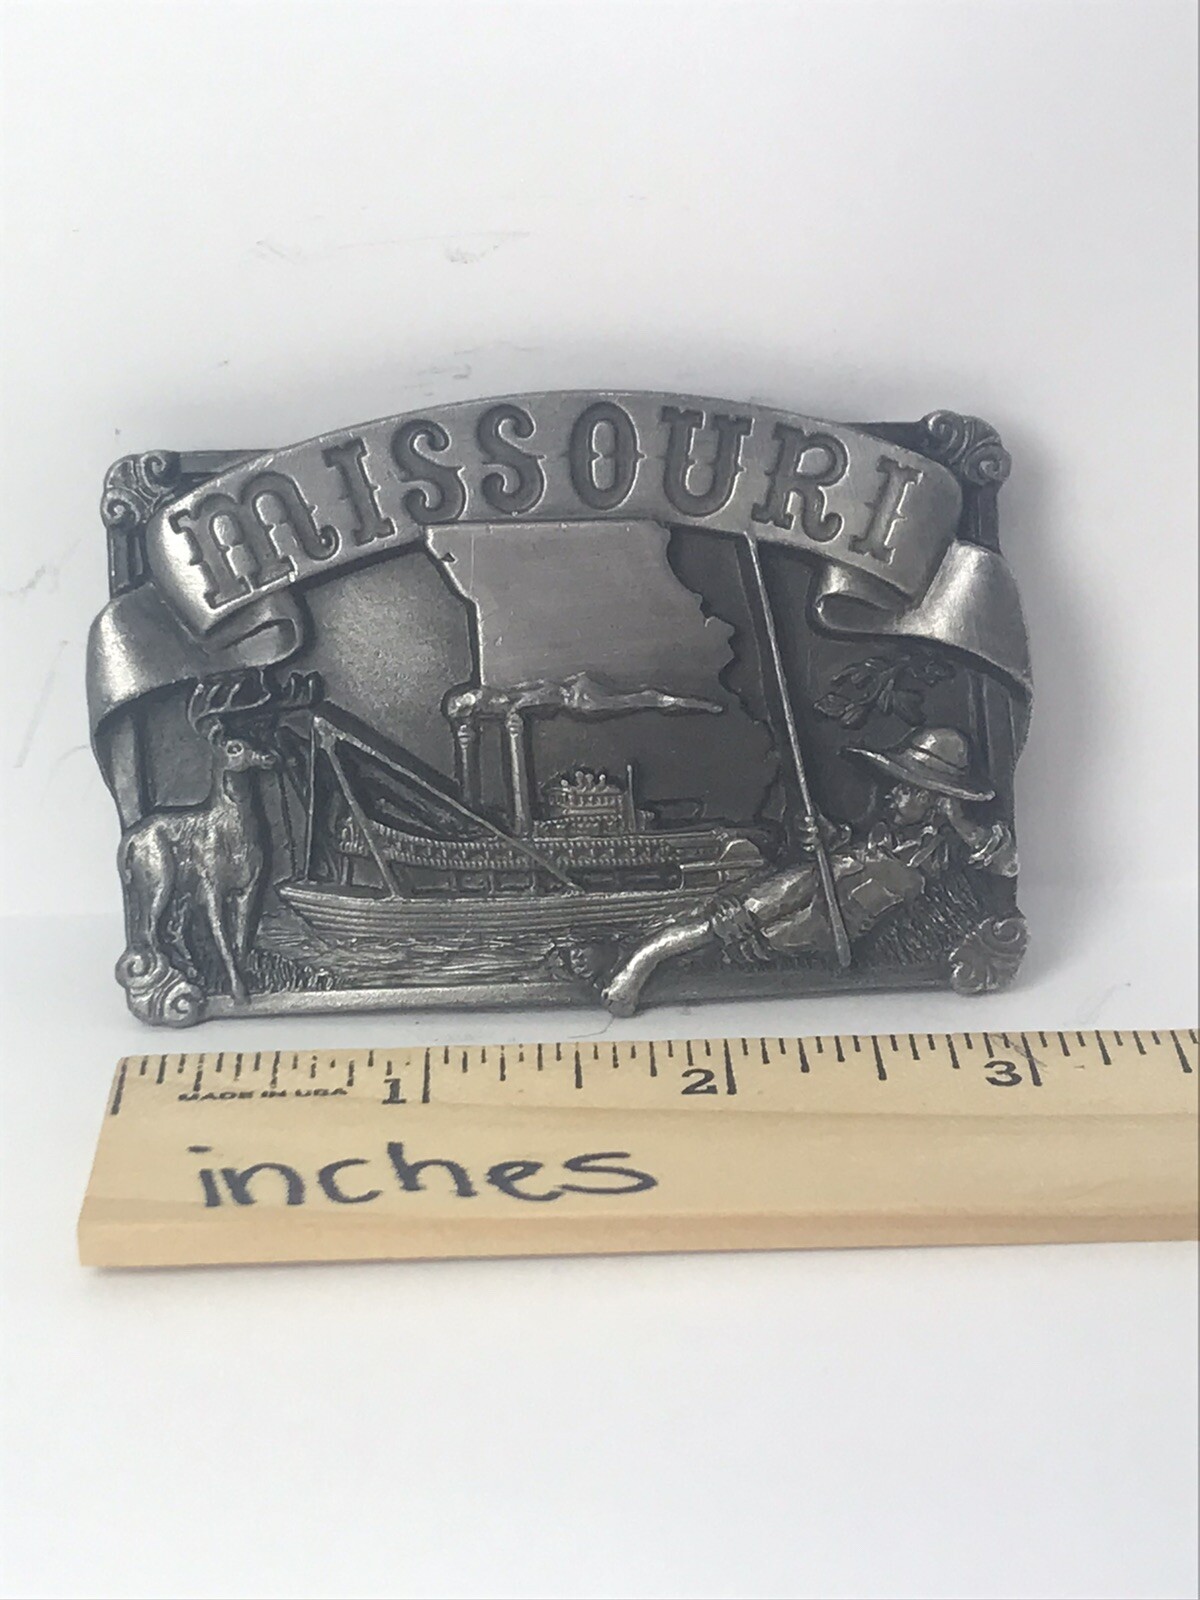 MISSOURI
1 2 3
MADE IN USA
inches